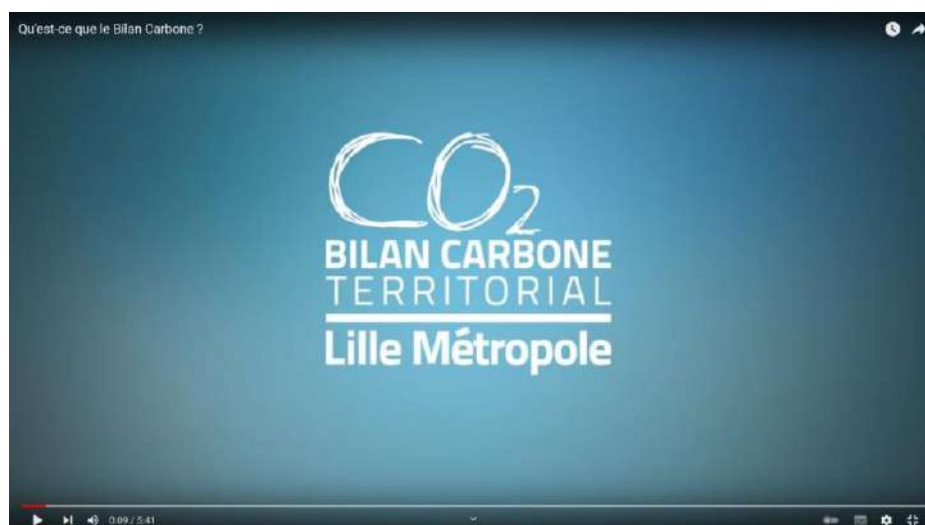 Qu'est-ce que le Bilan Carbone ?
CO2
BILAN CARBONE
TERRITORIAL
Lille Métropole
0:09 / 5:41